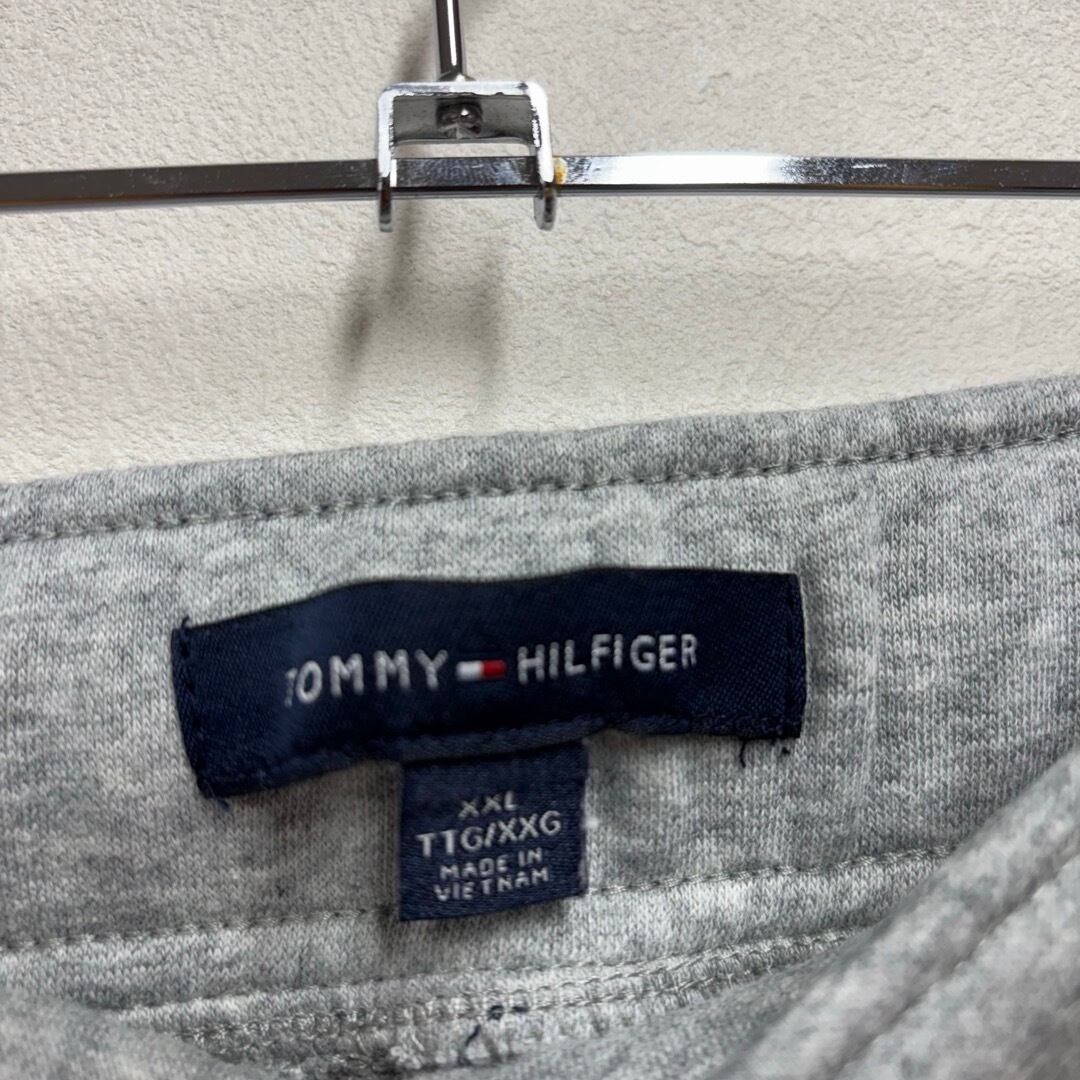 TOMMY HILFIGER
XXL
TTG/XXG
MADE IN
VIETNAM